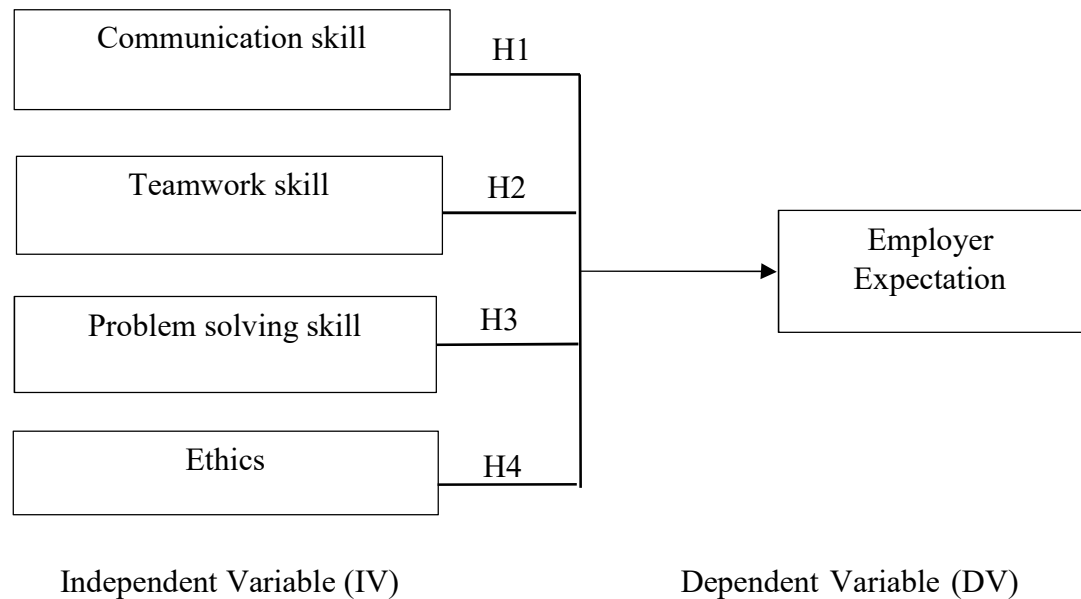 Communication skill
H1
Teamwork skill
H2
Problem solving skill
H3
Ethics
H4
Employer
Expectation
Independent Variable (IV)
Dependent Variable (DV)